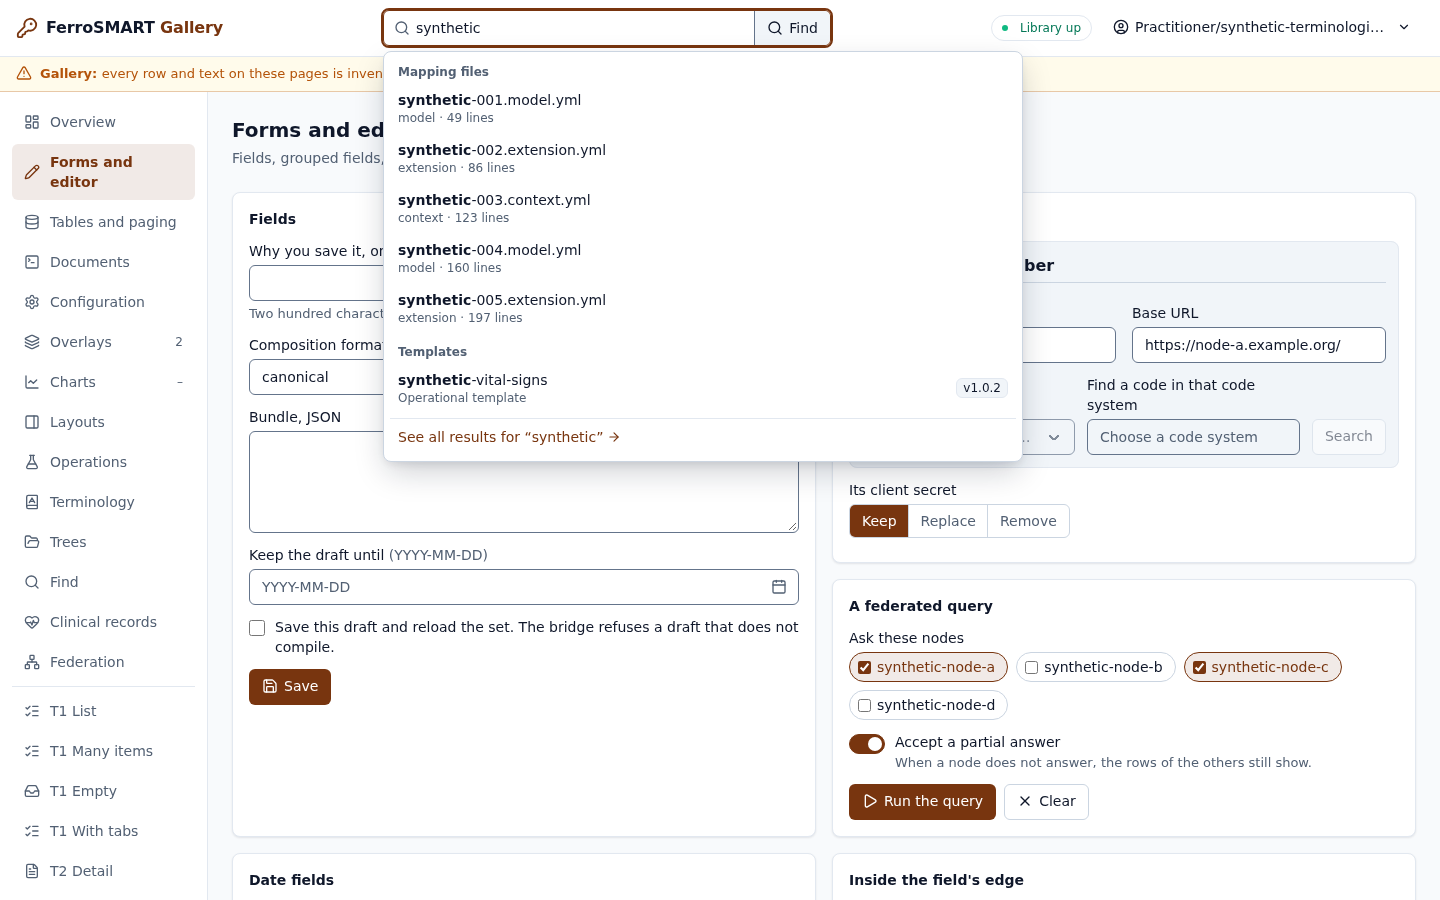 FerroSMART Gallery
synthetic
Find
Library up
Practitioner/synthetic-terminologi...
Gallery: every row and text on these pages is inven
Overview
Forms and
editor
Tables and paging
Documents
Configuration
Overlays 2
Charts –
Layouts
Operations
Terminology
Trees
Find
Clinical records
Federation
T1 List
T1 Many items
T1 Empty
T1 With tabs
T2 Detail
Mapping files
synthetic-001.model.yml
model · 49 lines
synthetic-002.extension.yml
extension · 86 lines
synthetic-003.context.yml
context · 123 lines
synthetic-004.model.yml
model · 160 lines
synthetic-005.extension.yml
extension · 197 lines
Templates
synthetic-vital-signs
Operational template
v1.0.2
See all results for “synthetic” →
Forms and ed
Fields, grouped fields,
Fields
Why you save it, or
Two hundred charact
Composition forma
canonical
Bundle, JSON
Keep the draft until (YYYY-MM-DD)
YYYY-MM-DD
Save this draft and reload the set. The bridge refuses a draft that does not
compile.
Save
ber
Base URL
https://node-a.example.org/
Find a code in that code
system
Choose a code system
Search
Its client secret
Keep
Replace
Remove
A federated query
Ask these nodes
synthetic-node-a
synthetic-node-b
synthetic-node-c
synthetic-node-d
Accept a partial answer
When a node does not answer, the rows of the others still show.
Run the query
Clear
Date fields
Inside the field's edge